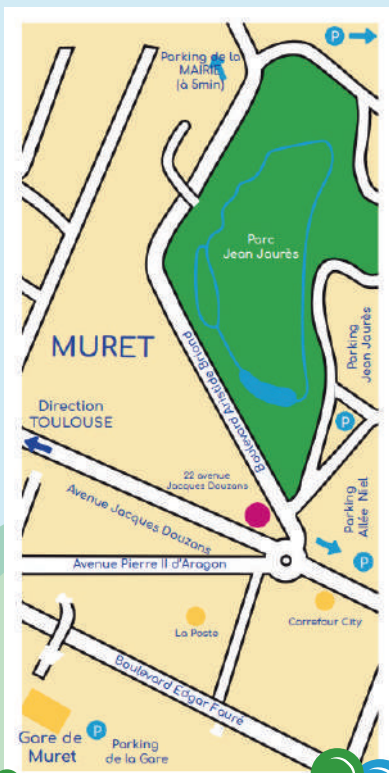 P
Parking de la
MAIRIE
(à 5min)
Parc
Jean Jaurès
Boulevard Aristide Briand
Parking
Jean Jaurès
MURET
Direction
TOULOUSE
P
22 avenue
Jacques Douzans
Avenue Jacques Douzans
Parking
Allée Niel
P
Avenue Pierre II d'Aragon
La Poste
Carrefour City
Boulevard Edgar Fauré
Gare de
Muret
P
Parking
de la Gare